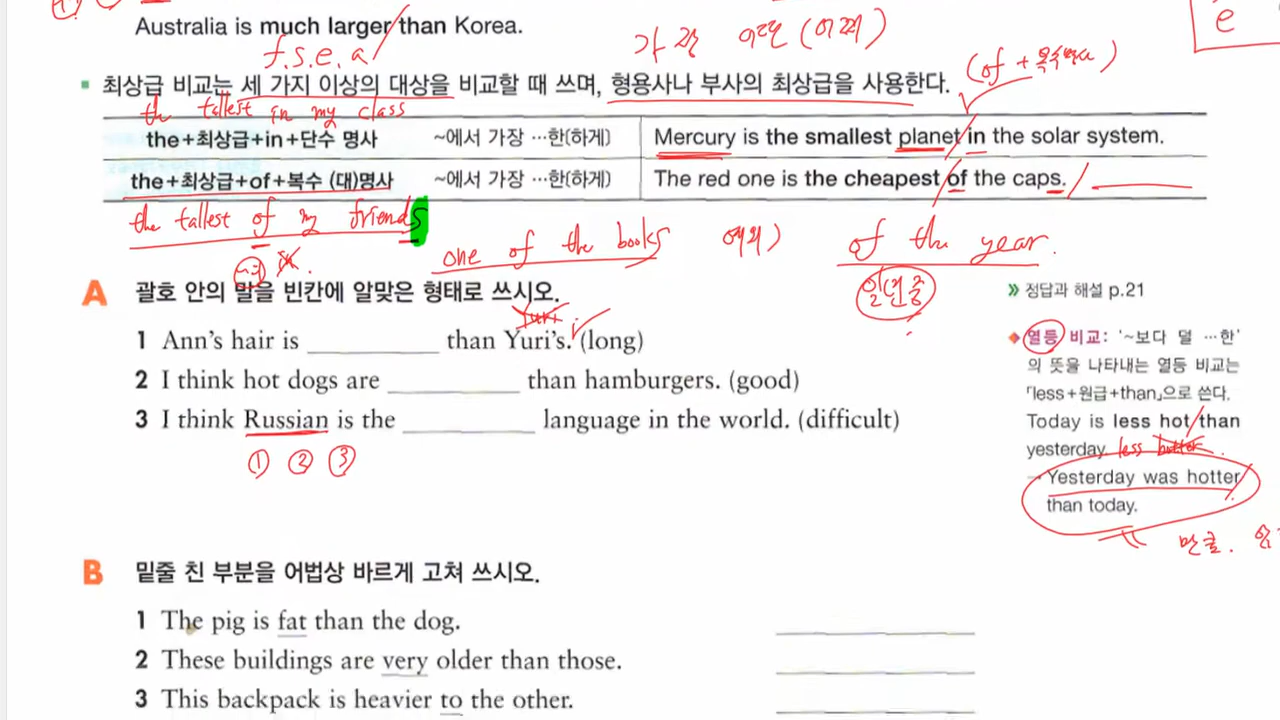 Australia is much larger than Korea.
f.s.e.a
가장 어떤 (어찌)
e
▪ 최상급 비교는 세 가지 이상의 대상을 비교할 때 쓰며, 형용사나 부사의 최상급을 사용한다.
(of + 복수명사)
the tallest in my class
the+최상급+in+단수 명사 ~에서 가장 …한(하게) Mercury is the smallest planet in the solar system.
the+최상급+of+복수 (대)명사 ~에서 가장 …한(하게) The red one is the cheapest of the caps.
the tallest of my friends
one of the books 예외) of the year.
일년중
A 괄호 안의 말을 빈칸에 알맞은 형태로 쓰시오.
» 정답과 해설 p.21
1 Ann's hair is ________ than Yuri's. (long)
2 I think hot dogs are ________ than hamburgers. (good)
3 I think Russian is the ________ language in the world. (difficult)
① ② ③
◆ 열등 비교: '~보다 덜 …한'
의 뜻을 나타내는 열등 비교는
「less+원급+than」으로 쓴다.
Today is less hot than
yesterday. less hotter
→ Yesterday was hotter
than today.
B 밑줄 친 부분을 어법상 바르게 고쳐 쓰시오.
1 The pig is fat than the dog. ________
2 These buildings are very older than those. ________
3 This backpack is heavier to the other. ________